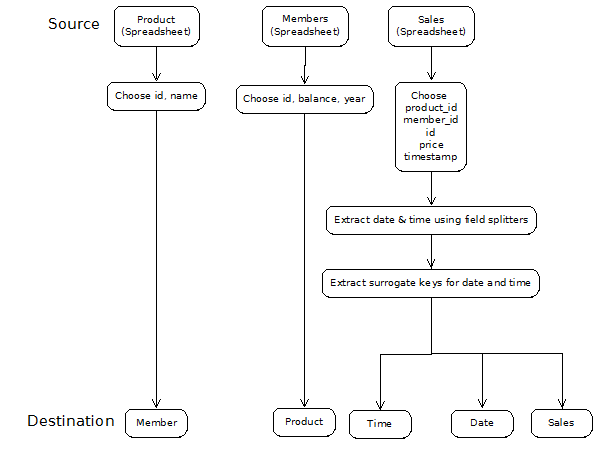 Source
Product
(Spreadsheet)
Members
(Spreadsheet)
Sales
(Spreadsheet)
Choose id, name
Choose id, balance, year
Choose
product_id
member_id
id
price
timestamp
Extract date & time using field splitters
Extract surrogate keys for date and time
Destination
Member
Product
Time
Date
Sales